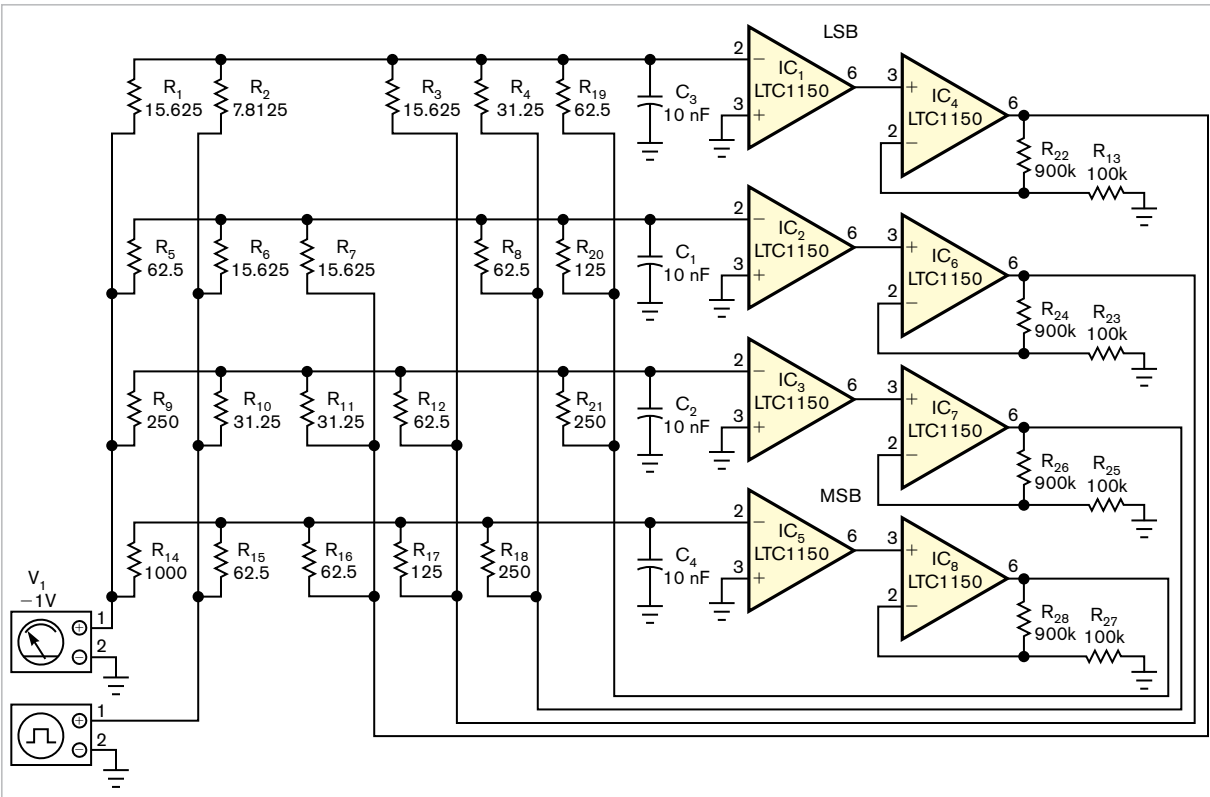 LSB
2
−
3
+
IC1
LTC1150
6
3
+
2
−
IC4
LTC1150
6
R1
15.625
R2
7.8125
R3
15.625
R4
31.25
R19
62.5
C3
10 nF
R22
900k
R13
100k
2
−
3
+
IC2
LTC1150
6
3
+
2
−
IC6
LTC1150
6
R5
62.5
R6
15.625
R7
15.625
R8
62.5
R20
125
C1
10 nF
R24
900k
R23
100k
2
−
3
+
IC3
LTC1150
6
3
+
2
−
IC7
LTC1150
6
R9
250
R10
31.25
R11
31.25
R12
62.5
R21
250
C2
10 nF
R26
900k
R25
100k
MSB
2
−
3
+
IC5
LTC1150
6
3
+
2
−
IC8
LTC1150
6
R14
1000
R15
62.5
R16
62.5
R17
125
R18
250
C4
10 nF
R28
900k
R27
100k
V1
−1V
+
1
−
2
+
1
−
2